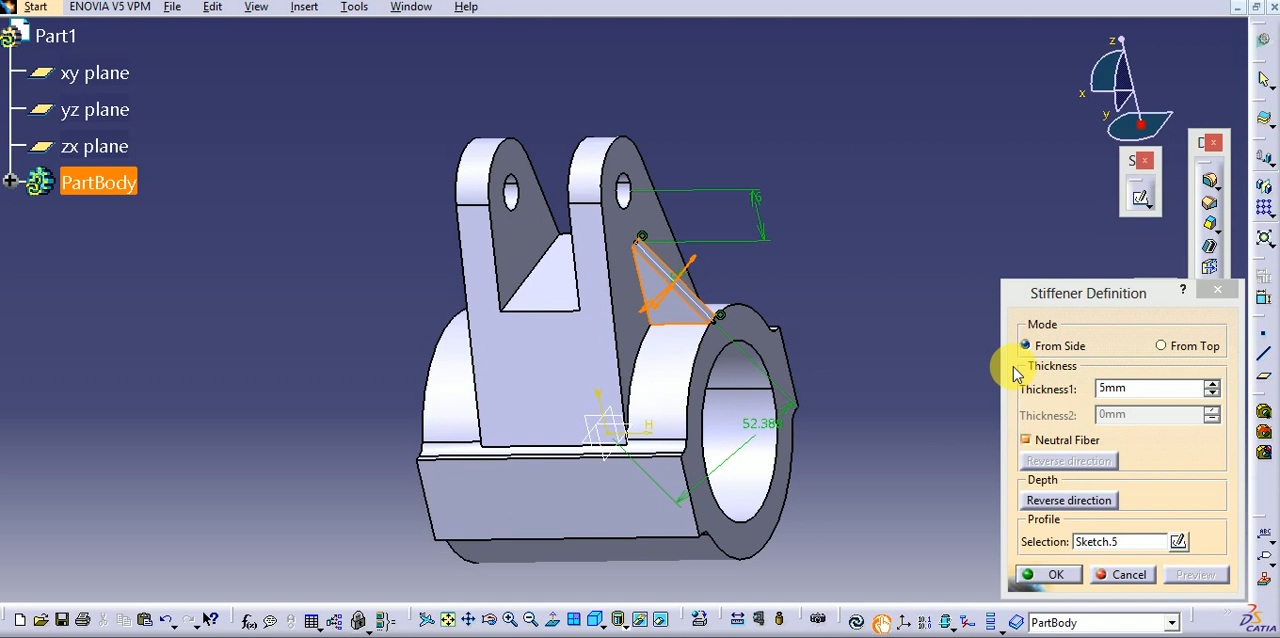 Start ENOVIA V5 VPM File Edit View Insert Tools Window Help
Part1
xy plane
yz plane
zx plane
PartBody
z
x
y
S
D
6
H
Stiffener Definition ?
Mode
From Side From Top
Thickness
Thickness1: 5mm
Thickness2: 0mm
Neutral Fiber
Reverse direction
Depth
Reverse direction
Profile
Selection: Sketch.5
OK Cancel Preview
PartBody
CATIA